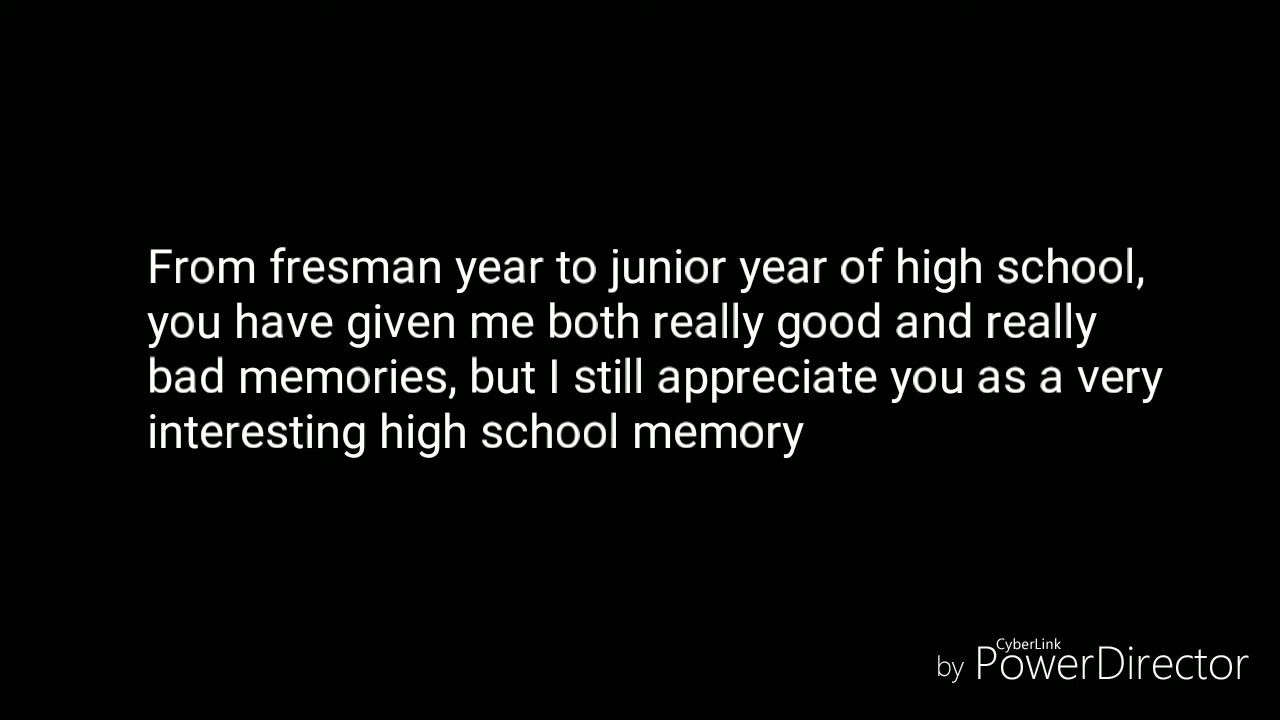 From fresman year to junior year of high school,
you have given me both really good and really
bad memories, but I still appreciate you as a very
interesting high school memory
CyberLink
by PowerDirector